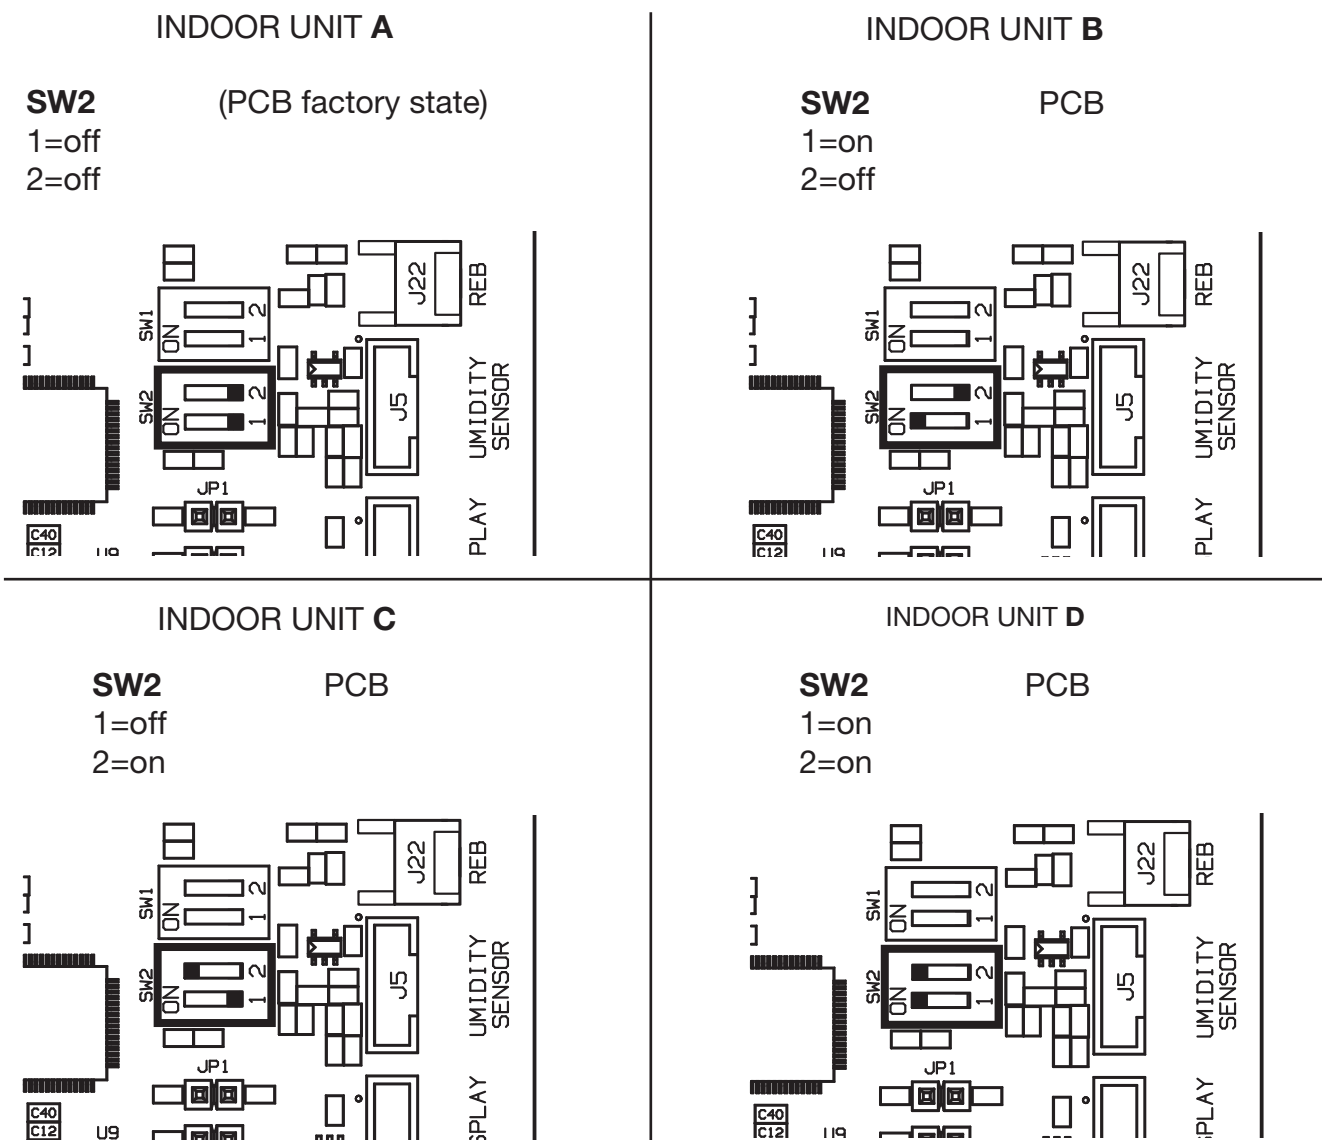 INDOOR UNIT A
SW2 (PCB factory state)
1=off
2=off
J22
REB
SW1
ON
2
1
SW2
ON
2
1
J5
UMIDITY
SENSOR
JP1
PLAY
C40
C12
U9
INDOOR UNIT B
SW2 PCB
1=on
2=off
J22
REB
SW1
ON
2
1
SW2
ON
2
1
J5
UMIDITY
SENSOR
JP1
PLAY
C40
C12
U9
INDOOR UNIT C
SW2 PCB
1=off
2=on
J22
REB
SW1
ON
2
1
SW2
ON
2
1
J5
UMIDITY
SENSOR
JP1
SPLAY
C40
C12
U9
INDOOR UNIT D
SW2 PCB
1=on
2=on
J22
REB
SW1
ON
2
1
SW2
ON
2
1
J5
UMIDITY
SENSOR
JP1
SPLAY
C40
C12
U9